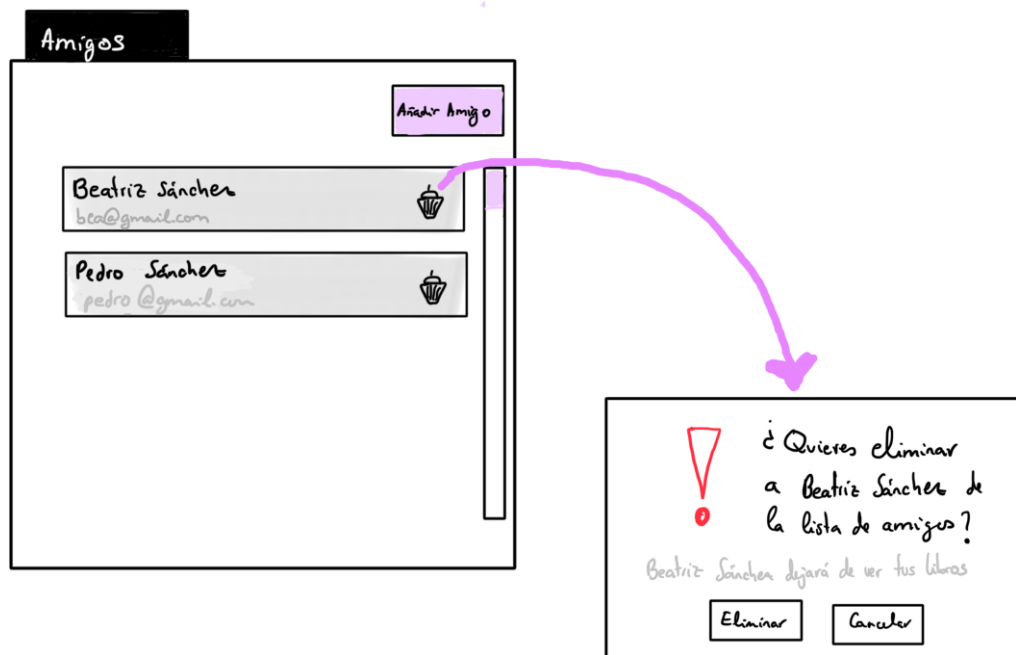 Amigos
Añadir Amigo
Beatriz Sánchez
bea@gmail.com
Pedro Sánchez
pedro@gmail.com
¿Quieres eliminar
a Beatriz Sánchez de
la lista de amigos?
Beatriz Sánchez dejará de ver tus libros
Eliminar
Cancelar